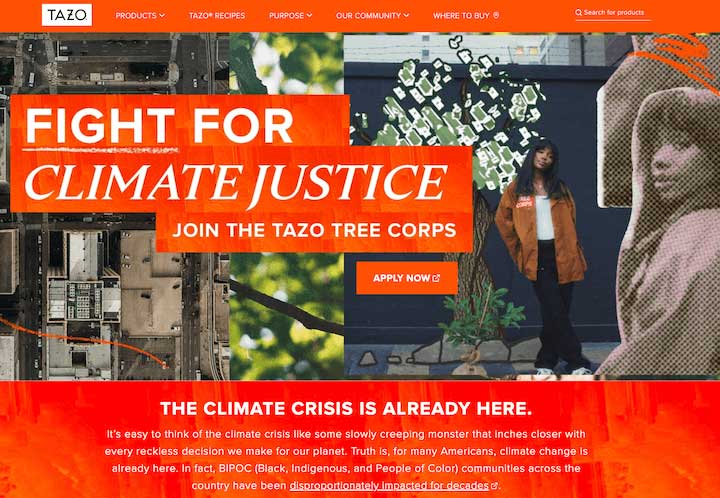 TAZO
PRODUCTS TAZO® RECIPES PURPOSE OUR COMMUNITY WHERE TO BUY Search for products
FIGHT FOR
CLIMATE JUSTICE
JOIN THE TAZO TREE CORPS
APPLY NOW
TREE CORPS
THE CLIMATE CRISIS IS ALREADY HERE.
It's easy to think of the climate crisis like some slowly creeping monster that inches closer with
every reckless decision we make for our planet. Truth is, for many Americans, climate change is
already here. In fact, BIPOC (Black, Indigenous, and People of Color) communities across the
country have been disproportionately impacted for decades.